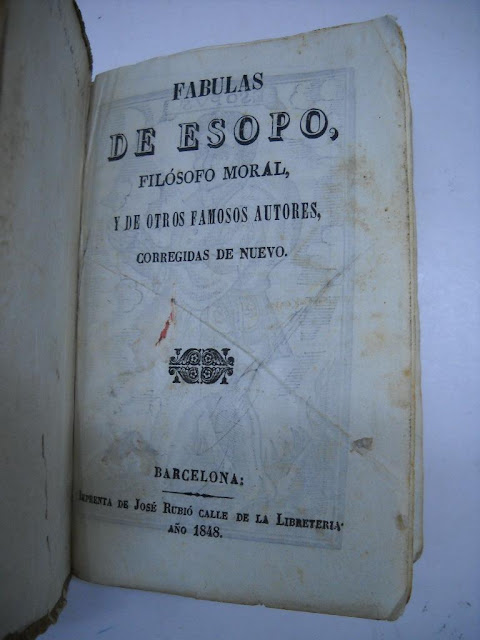 FABULAS
DE ESOPO,
FILÓSOFO MORAL,
Y DE OTROS FAMOSOS AUTORES,
CORREGIDAS DE NUEVO.
BARCELONA:
IMPRENTA DE JOSÉ RUBIÓ CALLE DE LA LIBRETERIA
AÑO 1848.